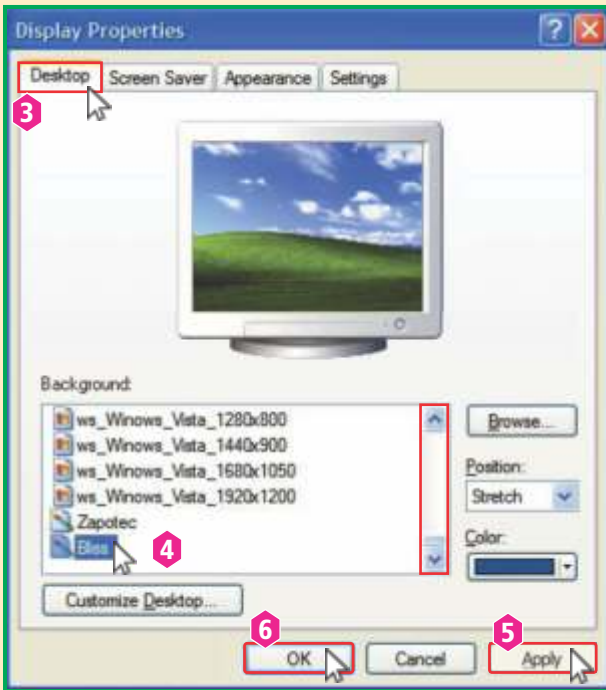 Display Properties
Desktop Screen Saver Appearance Settings
3
Background:
ws_Winows_Vista_1280x800
ws_Winows_Vista_1440x900
ws_Winows_Vista_1680x1050
ws_Winows_Vista_1920x1200
Zapotec
Bliss
4
Browse...
Position:
Stretch
Color:
Customize Desktop...
6
5
OK Cancel Apply